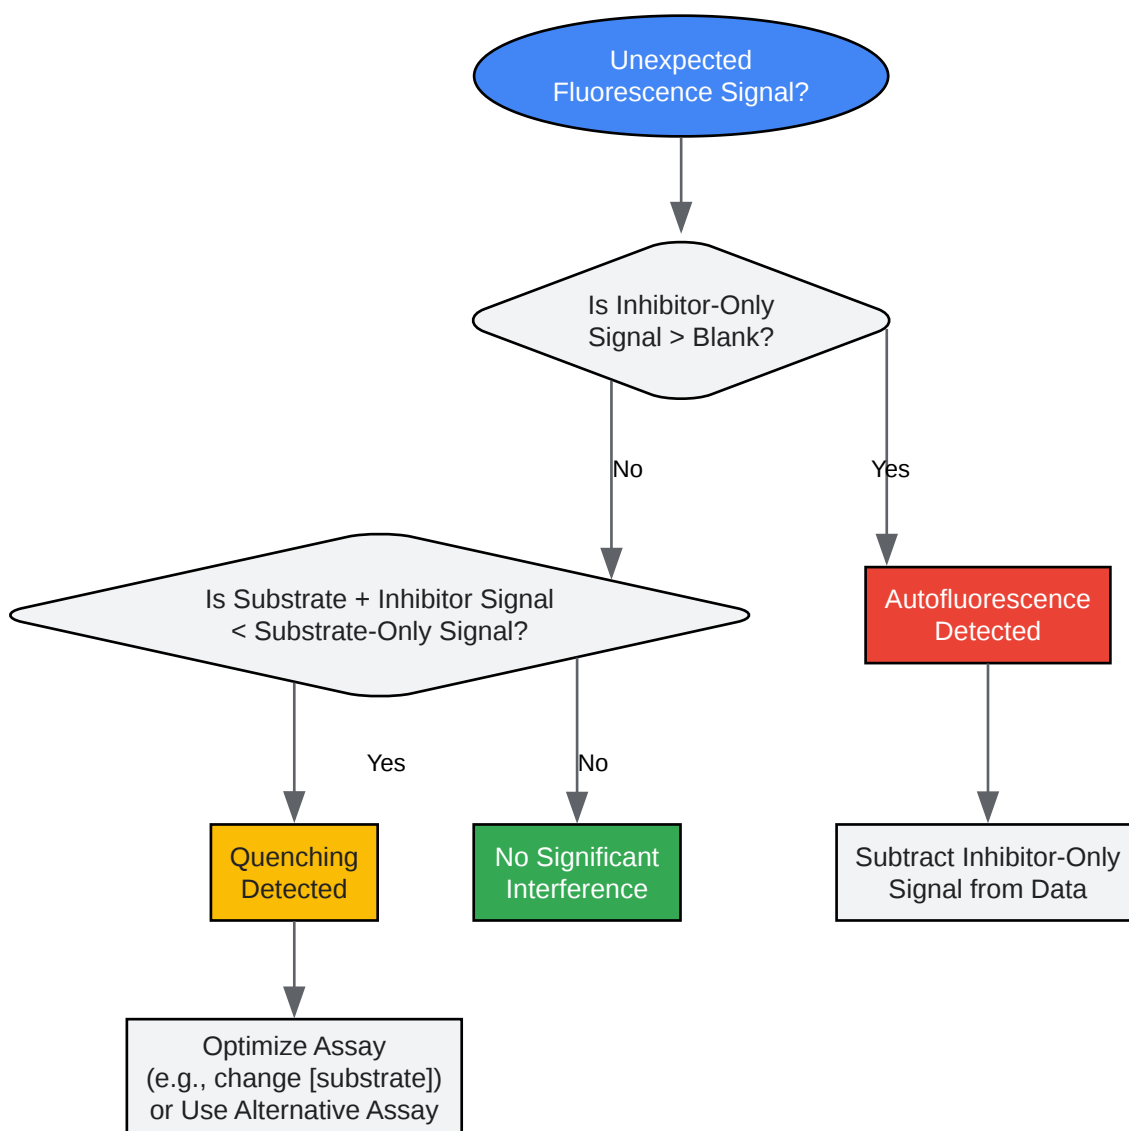 Unexpected
Fluorescence Signal?
Is Inhibitor-Only
Signal > Blank?
No
Yes
Is Substrate + Inhibitor Signal
< Substrate-Only Signal?
Autofluorescence
Detected
Yes
No
Quenching
Detected
No Significant
Interference
Subtract Inhibitor-Only
Signal from Data
Optimize Assay
(e.g., change [substrate])
or Use Alternative Assay